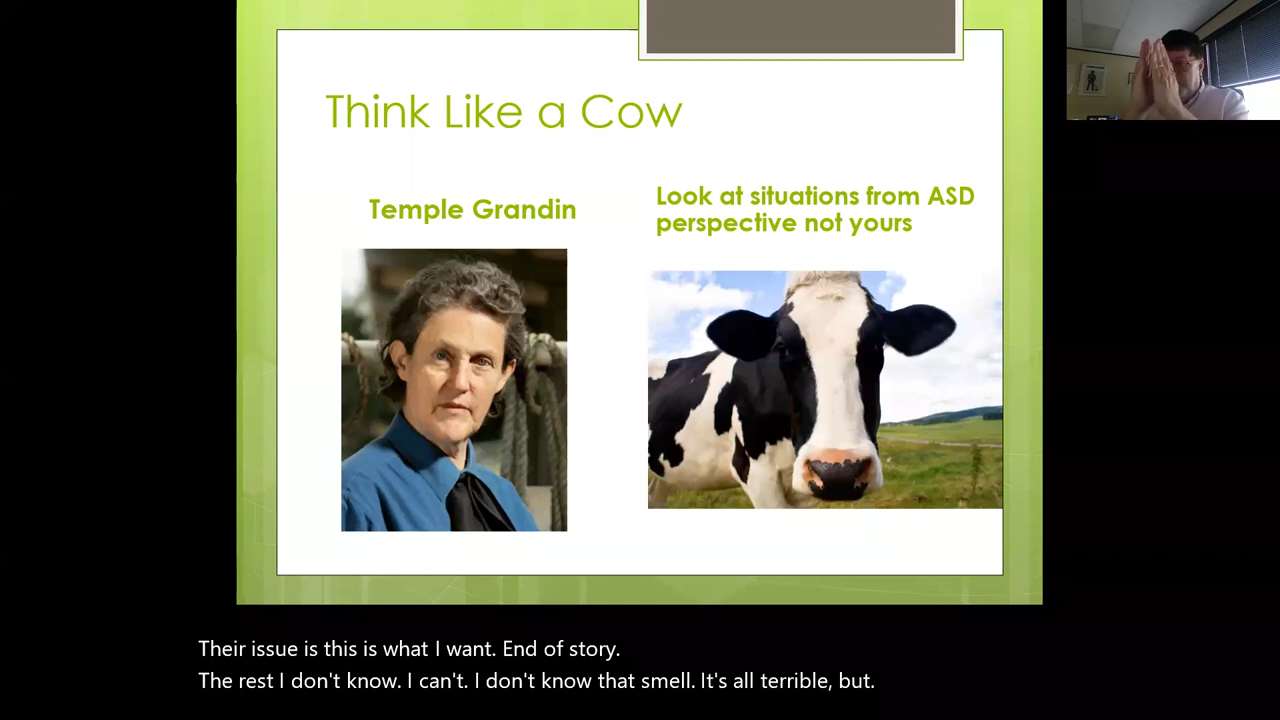 Think Like a Cow
Temple Grandin
Look at situations from ASD
perspective not yours
Their issue is this is what I want. End of story.
The rest I don't know. I can't. I don't know that smell. It's all terrible, but.